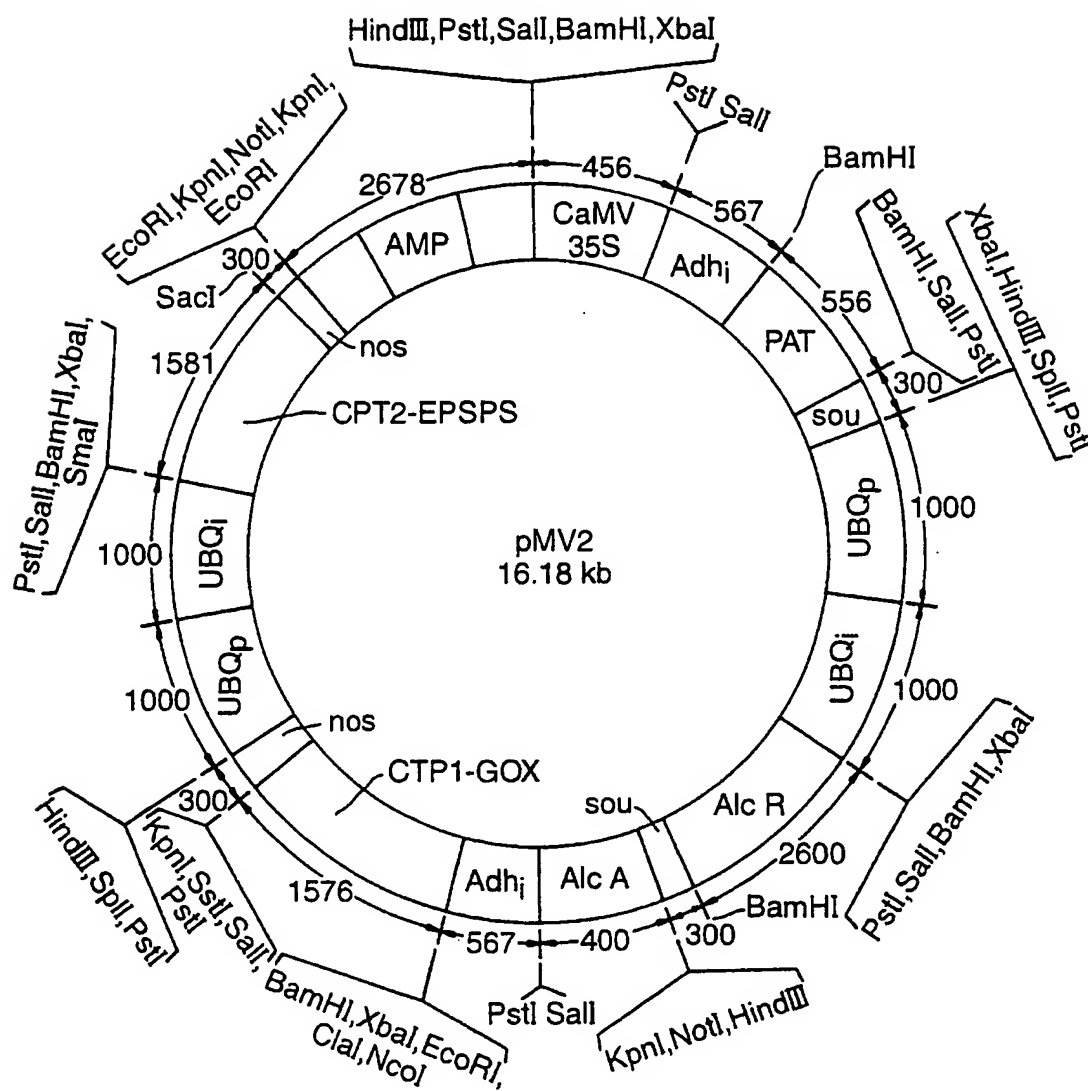 HindIII,PstI,SalI,BamHI,XbaI
PstI SalI
BamHI
BamHI,SalI,PstI
XbaI,HindIII,SplI,PstI
EcoRI,KpnI,NotI,KpnI,
EcoRI
2678
456
567
556
300
1000
1000
2600
300
400
567
1576
300
1000
1000
1581
300
SacI
AMP
CaMV
35S
Adhi
PAT
sou
UBQp
UBQi
Alc R
sou
Alc A
Adhi
CTP1-GOX
nos
UBQp
UBQi
CPT2-EPSPS
nos
pMV2
16.18 kb
PstI,SalI,BamHI,XbaI,
SmaI
PstI,SalI,BamHI,XbaI
BamHI
KpnI,NotI,HindIII
PstI SalI
BamHI,XbaI,EcoRI,
ClaI,NcoI
KpnI,SstI,SalI,
PstI
HindIII,SplI,PstI